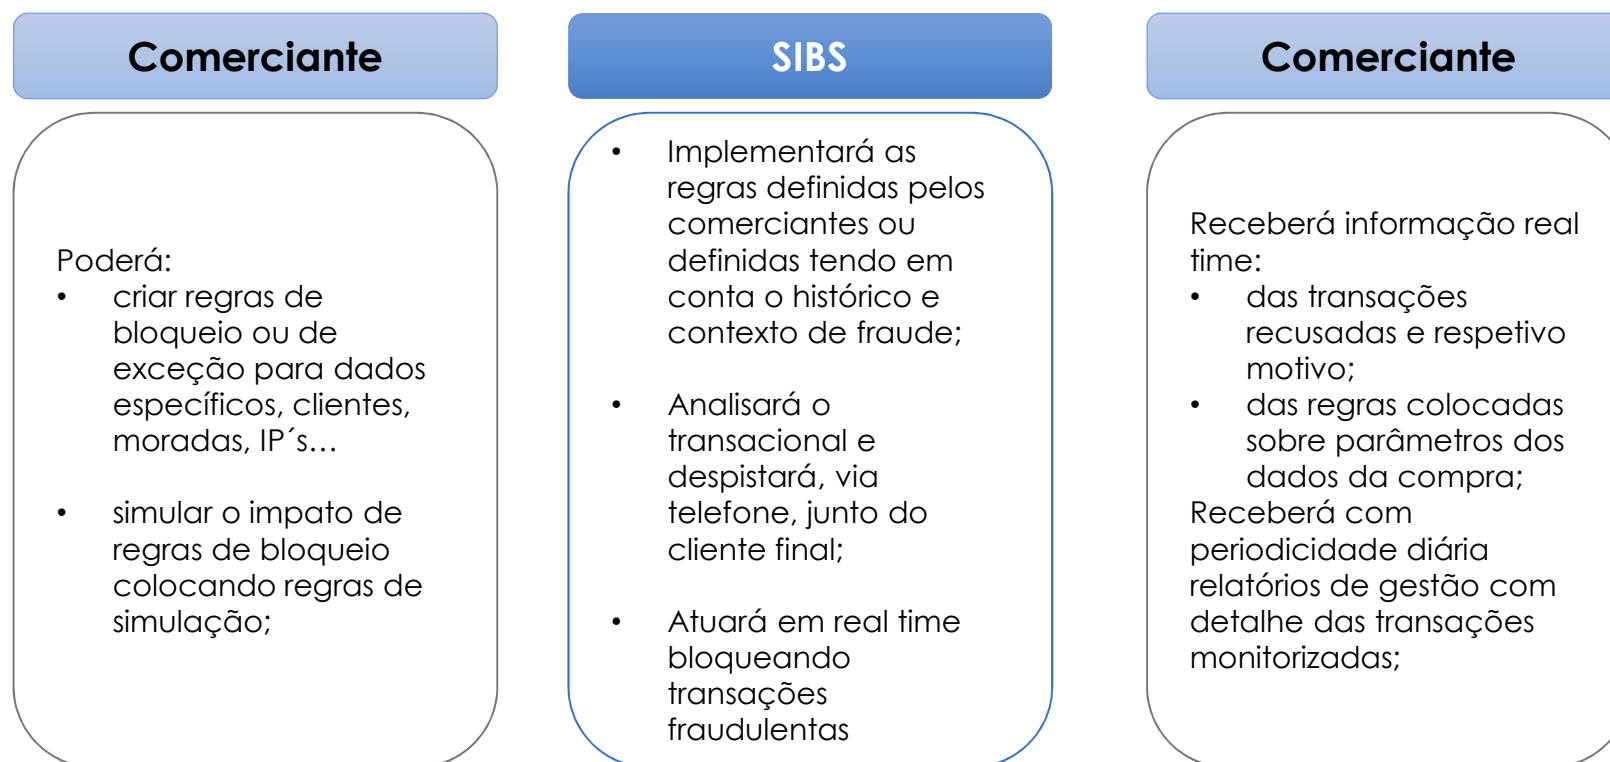 Comerciante
Poderá:
• criar regras de
bloqueio ou de
exceção para dados
específicos, clientes,
moradas, IP´s…
• simular o impato de
regras de bloqueio
colocando regras de
simulação;
SIBS
• Implementará as
regras definidas pelos
comerciantes ou
definidas tendo em
conta o histórico e
contexto de fraude;
• Analisará o
transacional e
despistará, via
telefone, junto do
cliente final;
• Atuará em real time
bloqueando
transações
fraudulentas
Comerciante
Receberá informação real
time:
• das transações
recusadas e respetivo
motivo;
• das regras colocadas
sobre parâmetros dos
dados da compra;
Receberá com
periodicidade diária
relatórios de gestão com
detalhe das transações
monitorizadas;